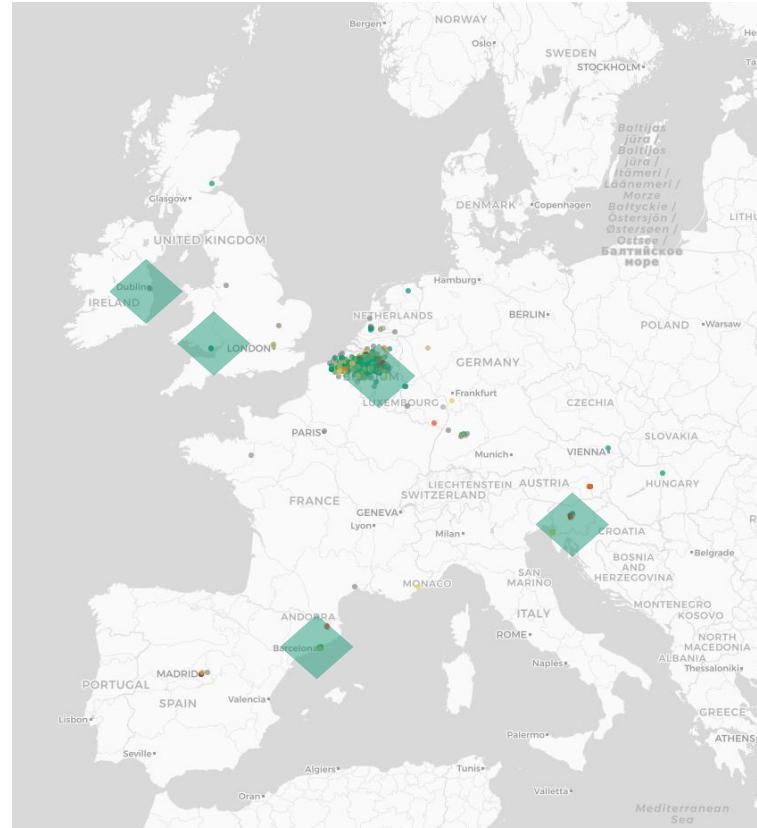 NORWAY
Bergen
Oslo
SWEDEN
STOCKHOLM
Baltijas
jūra /
Baltijos
jūra /
Itämeri /
Läänemeri /
Morze
Bałtyckie /
Östersjön /
Østersøen /
Ostsee /
Балтийское
море
Glasgow
DENMARK
Copenhagen
LITHU
UNITED KINGDOM
Dublin
IRELAND
Hamburg
NETHERLANDS
BERLIN
POLAND
Warsaw
LONDON
GERMANY
LUXEMBOURG
Frankfurt
CZECHIA
PARIS
Munich
VIENNA
SLOVAKIA
LIECHTENSTEIN
AUSTRIA
HUNGARY
SWITZERLAND
FRANCE
GENEVA
Lyon
Milan
CROATIA
BOSNIA
AND
HERZEGOVINA
Belgrade
SAN
MARINO
MONACO
MONTENEGRO
KOSOVO
ANDORRA
ITALY
ROME
NORTH
MACEDONIA
ALBANIA
Thessaloniki
Barcelona
Naples
MADRID
PORTUGAL
SPAIN
Valencia
Lisbon
GREECE
Seville
Palermo
ATHENS
Algiers
Tunis
Oran
Valletta
Mediterranean
Sea